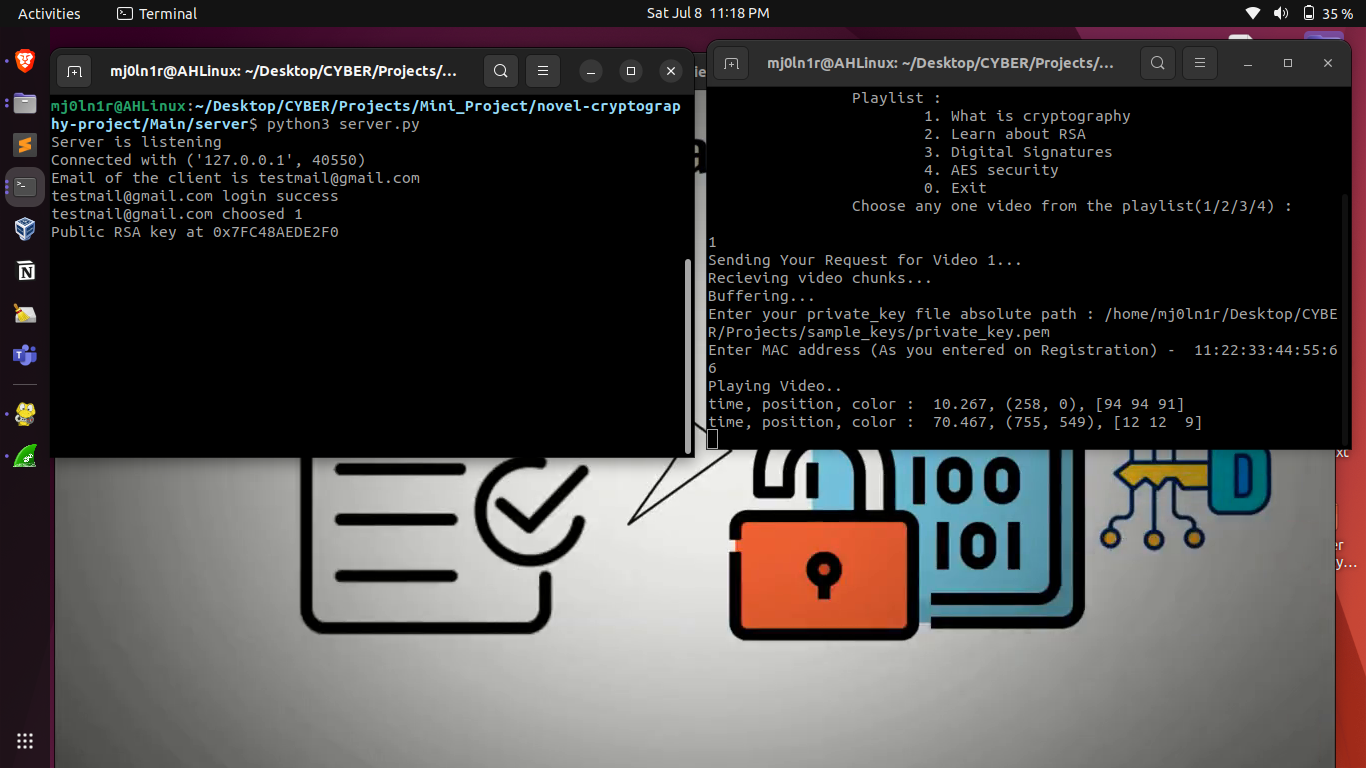 Activities
Terminal
Sat Jul 8 11:18 PM
35 %
mj0ln1r@AHLinux: ~/Desktop/CYBER/Projects/...
mj0ln1r@AHLinux:~/Desktop/CYBER/Projects/Mini_Project/novel-cryptograp
hy-project/Main/server$ python3 server.py
Server is listening
Connected with ('127.0.0.1', 40550)
Email of the client is testmail@gmail.com
testmail@gmail.com login success
testmail@gmail.com choosed 1
Public RSA key at 0x7FC48AEDE2F0
mj0ln1r@AHLinux: ~/Desktop/CYBER/Projects/...
Playlist :
1. What is cryptography
2. Learn about RSA
3. Digital Signatures
4. AES security
0. Exit
Choose any one video from the playlist(1/2/3/4) :
1
Sending Your Request for Video 1...
Recieving video chunks...
Buffering...
Enter your private_key file absolute path : /home/mj0ln1r/Desktop/CYBE
R/Projects/sample_keys/private_key.pem
Enter MAC address (As you entered on Registration) -  11:22:33:44:55:6
6
Playing Video..
time, position, color :  10.267, (258, 0), [94 94 91]
time, position, color :  70.467, (755, 549), [12 12  9]
100
101
D